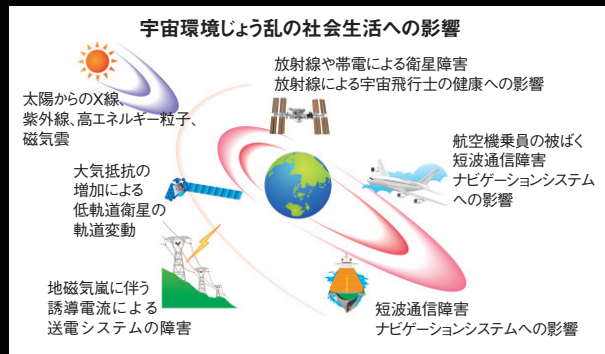 宇宙環境じょう乱の社会生活への影響
放射線や帯電による衛星障害
放射線による宇宙飛行士の健康への影響
太陽からのX線、
紫外線、高エネルギー粒子、
磁気雲
航空機乗員の被ばく
短波通信障害
ナビゲーションシステム
への影響
大気抵抗の
増加による
低軌道衛星の
軌道変動
地磁気嵐に伴う
誘導電流による
送電システムの障害
短波通信障害
ナビゲーションシステムへの影響